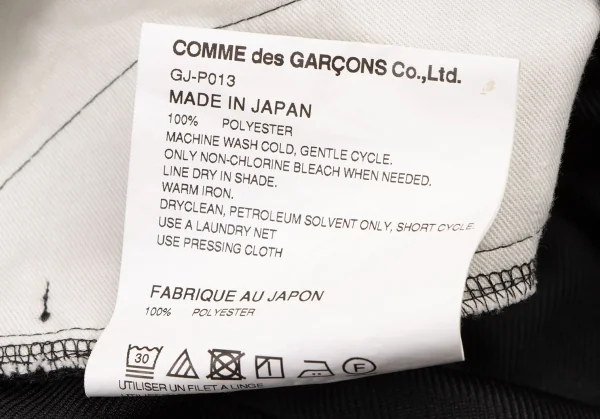 COMME des GARÇONS Co.,Ltd.
GJ-P013
MADE IN JAPAN
100% POLYESTER
MACHINE WASH COLD, GENTLE CYCLE.
ONLY NON-CHLORINE BLEACH WHEN NEEDED.
LINE DRY IN SHADE.
WARM IRON.
DRYCLEAN, PETROLEUM SOLVENT ONLY, SHORT CYCLE.
USE A LAUNDRY NET
USE PRESSING CLOTH
FABRIQUE AU JAPON
100% POLYESTER
30 F
UTILISER UN FILET A LINGE